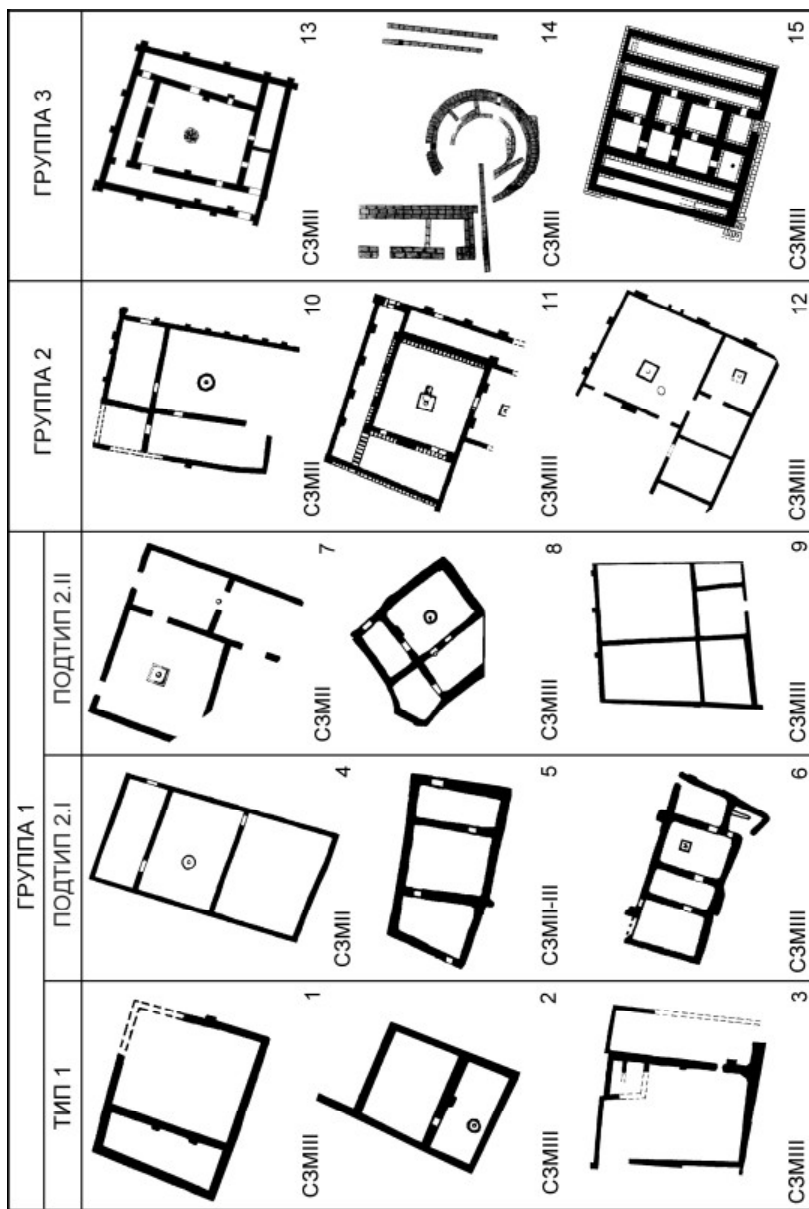 ГРУППА 1
ГРУППА 2
ГРУППА 3
ТИП 1
ПОДТИП 2.I
ПОДТИП 2.II
СЗМIII 1
СЗМIII 2
СЗМIII 3
СЗМII 4
СЗМII-III 5
СЗМIII 6
СЗМII 7
СЗМIII 8
СЗМIII 9
СЗМII 10
СЗМIII 11
СЗМIII 12
СЗМII 13
СЗМII 14
СЗМIII 15